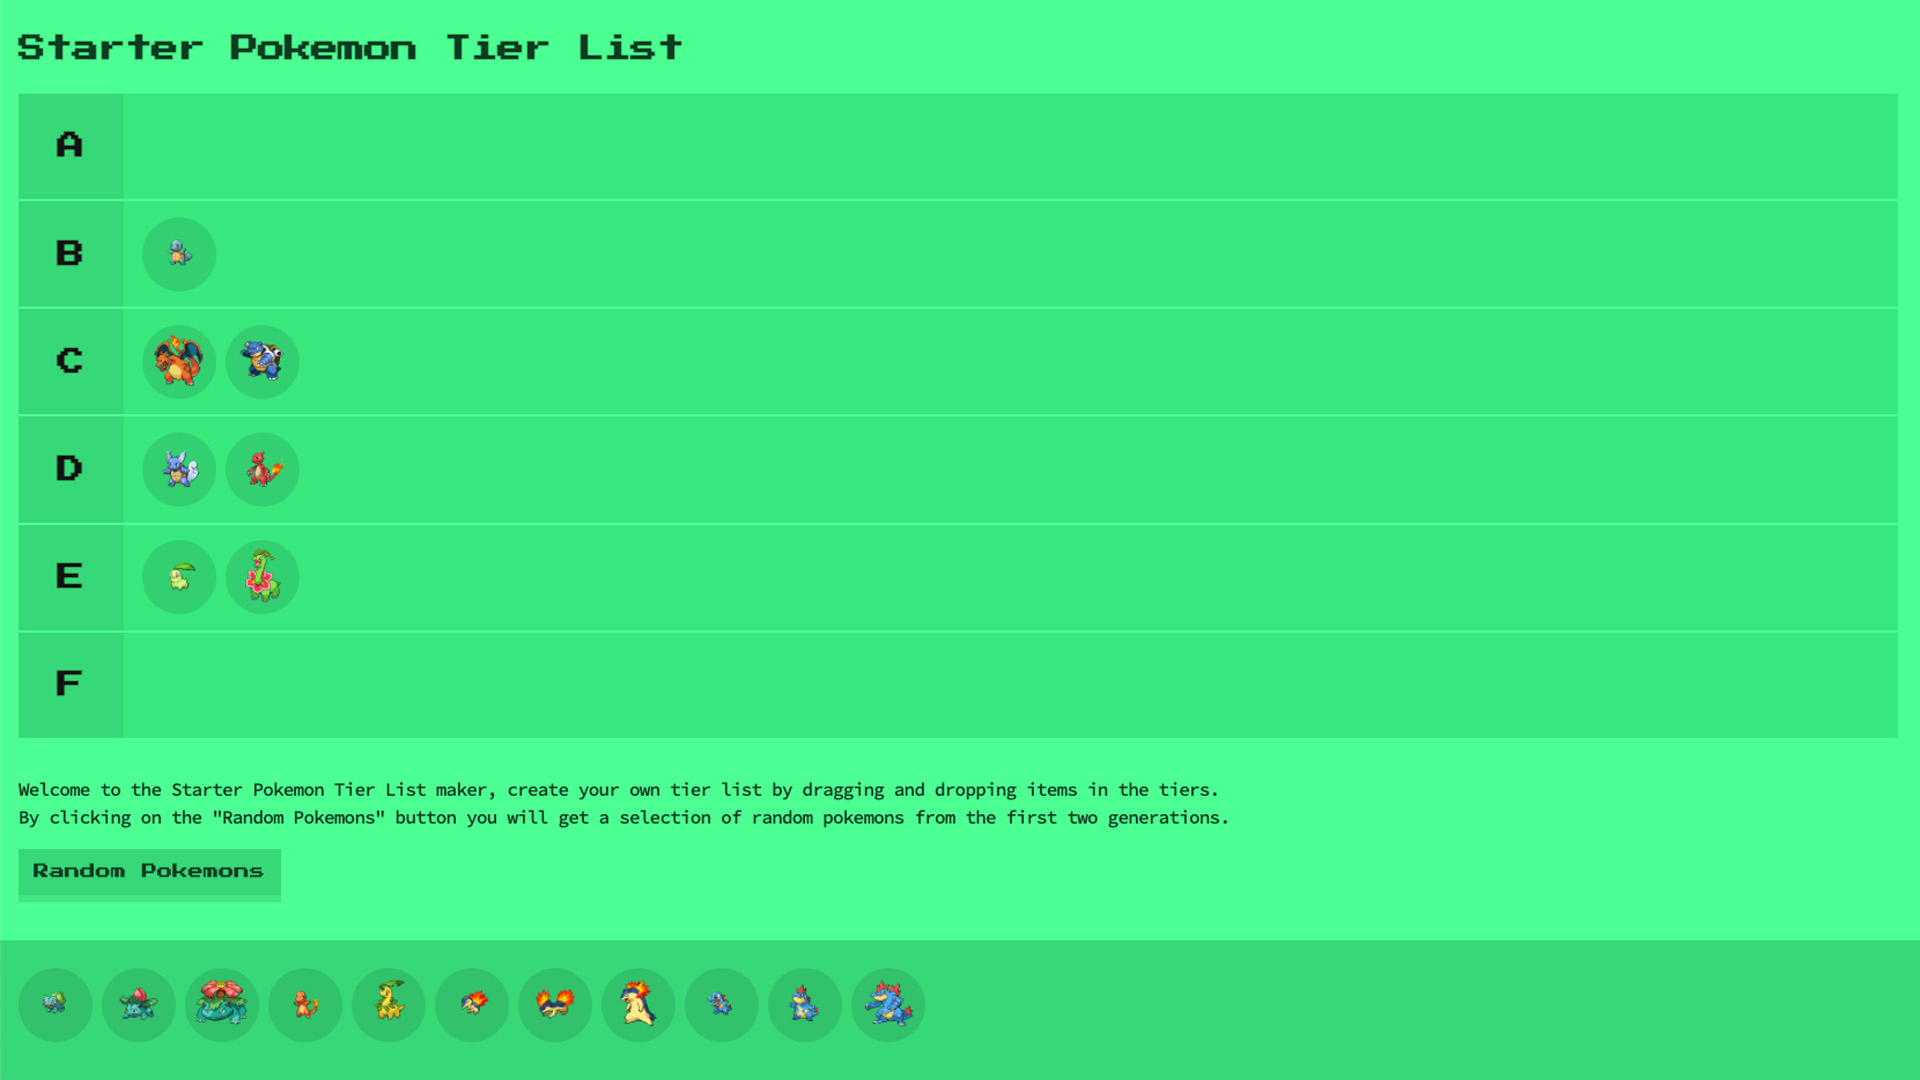 Starter Pokemon Tier List
A
B
C
D
E
F
Welcome to the Starter Pokemon Tier List maker, create your own tier list by dragging and dropping items in the tiers.
By clicking on the "Random Pokemons" button you will get a selection of random pokemons from the first two generations.
Random Pokemons